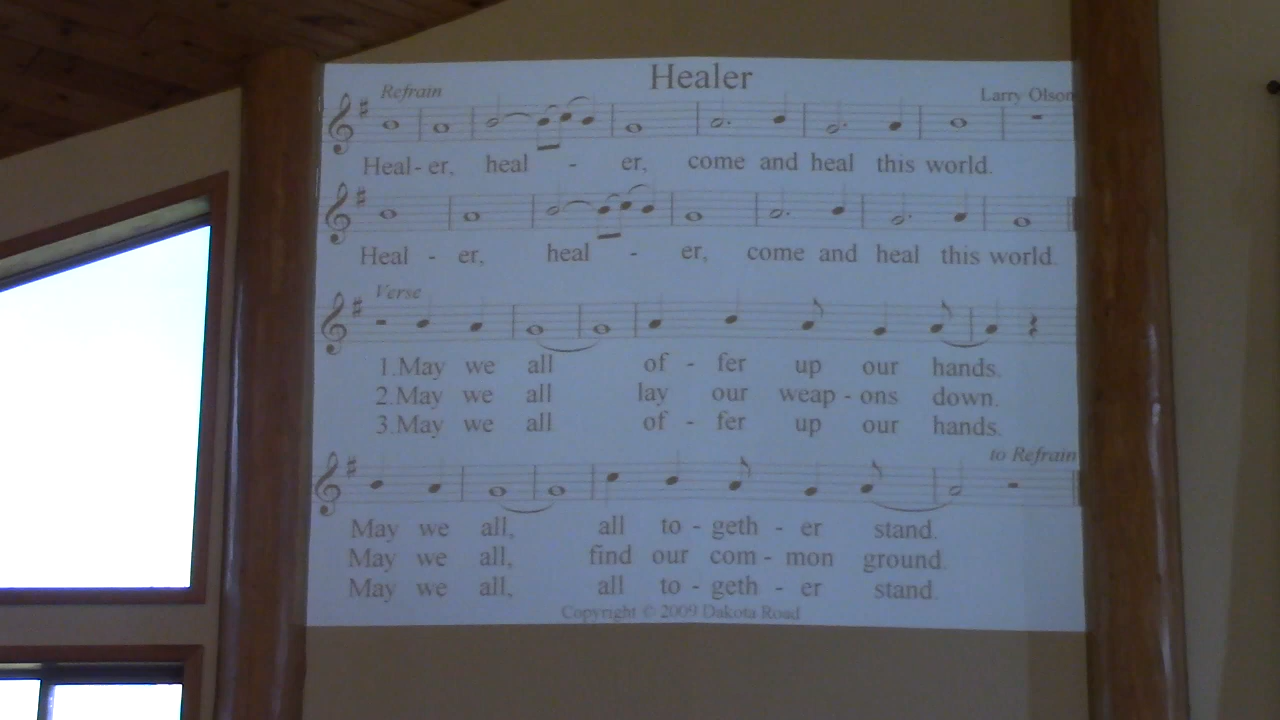 Healer
Refrain
Larry Olson
Heal - er, heal - er, come and heal this world.
Heal - er, heal - er, come and heal this world.
Verse
1.May we all of - fer up our hands.
2.May we all lay our weap - ons down.
3.May we all of - fer up our hands.
to Refrain
May we all, all to - geth - er stand.
May we all, find our com - mon ground.
May we all, all to - geth - er stand.
Copyright © 2009 Dakota Road